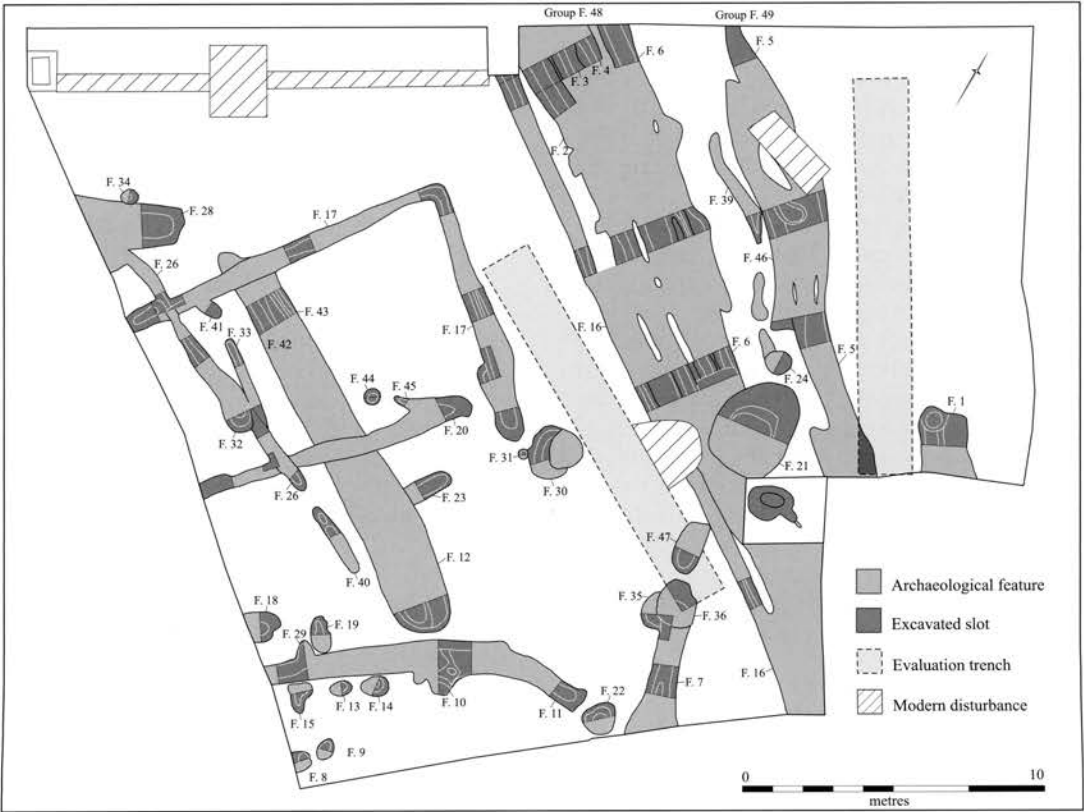 Group F. 48
Group F. 49
F. 5
F. 6
F. 4
F. 3
F. 2
F. 34
F. 28
F. 17
F. 39
F. 26
F. 46
F. 43
F. 41
F. 33
F. 42
F. 17
F. 16
F. 6
F. 5
F. 24
F. 44
F. 45
F. 20
F. 1
F. 32
F. 31
F. 30
F. 21
F. 26
F. 23
F. 47
F. 40
F. 12
F. 18
F. 19
F. 29
F. 35
F. 36
F. 16
F. 7
F. 15
F. 13
F. 14
F. 10
F. 11
F. 22
F. 9
F. 8
Archaeological feature
Excavated slot
Evaluation trench
Modern disturbance
0 10
metres